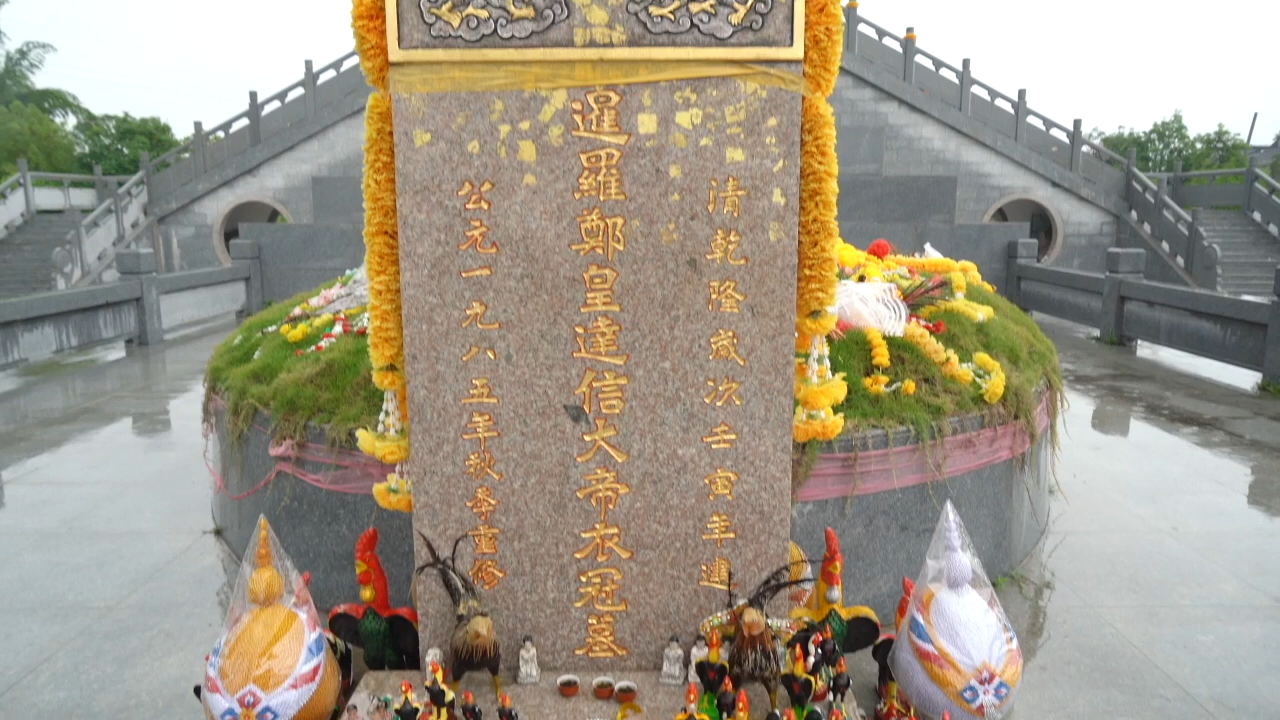 清乾隆歲次壬寅年建
暹羅鄭皇達信大帝衣冠墓
公元一九八五年秋季重修